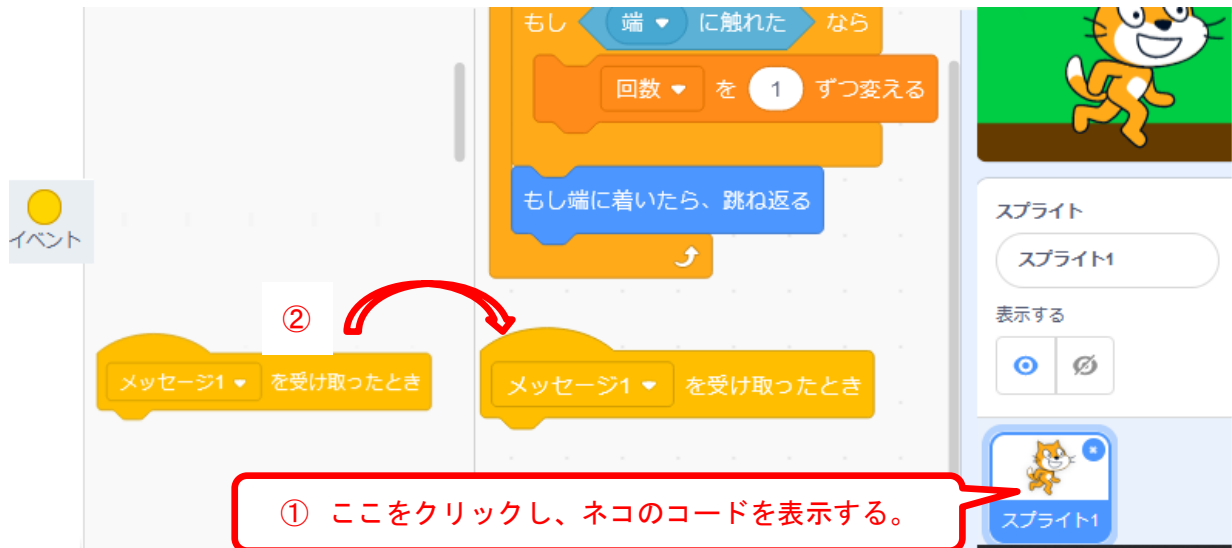 もし 端 に触れた なら
回数 を 1 ずつ変える
もし端に着いたら、跳ね返る
イベント
②
メッセージ1 を受け取ったとき
メッセージ1 を受け取ったとき
スプライト
スプライト1
表示する
スプライト1
① ここをクリックし、ネコのコードを表示する。